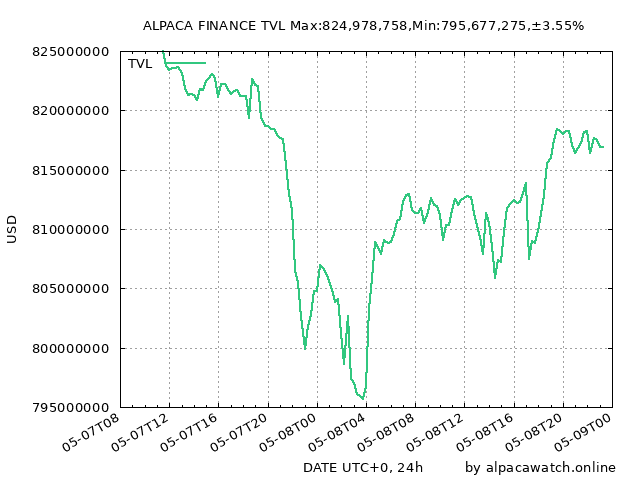 ALPACA FINANCE TVL Max:824,978,758,Min:795,677,275,±3.55%
825000000
TVL
820000000
815000000
810000000
USD
805000000
800000000
795000000
05-07T08
05-07T12
05-07T16
05-07T20
05-08T00
05-08T04
05-08T08
05-08T12
05-08T16
05-08T20
05-09T00
DATE UTC+0, 24h
by alpacawatch.online